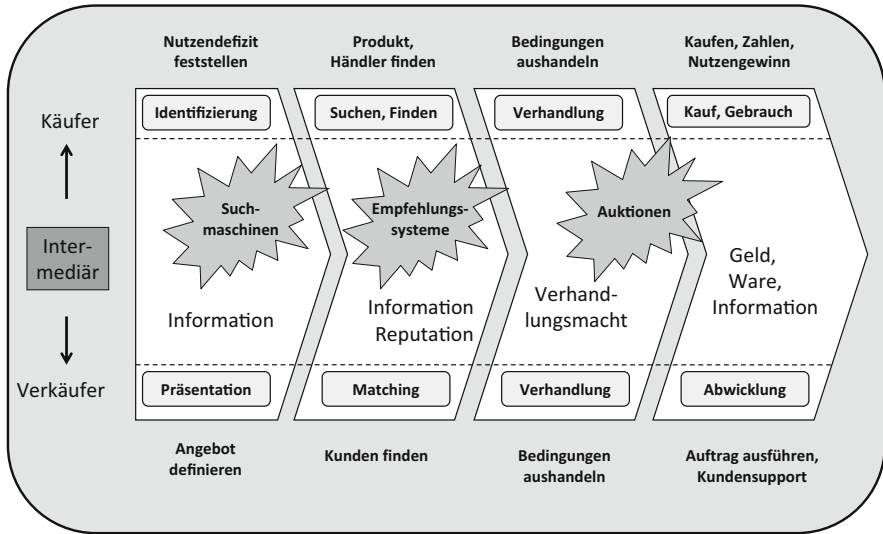 Nutzendefizit
feststellen
Produkt,
Händler finden
Bedingungen
aushandeln
Kaufen, Zahlen,
Nutzengewinn
Identifizierung
Suchen, Finden
Verhandlung
Kauf, Gebrauch
Käufer
Inter-
mediär
Verkäufer
Such-
maschinen
Empfehlungs-
systeme
Auktionen
Information
Information
Reputation
Verhand-
lungsmacht
Geld,
Ware,
Information
Präsentation
Matching
Verhandlung
Abwicklung
Angebot
definieren
Kunden finden
Bedingungen
aushandeln
Auftrag ausführen,
Kundensupport